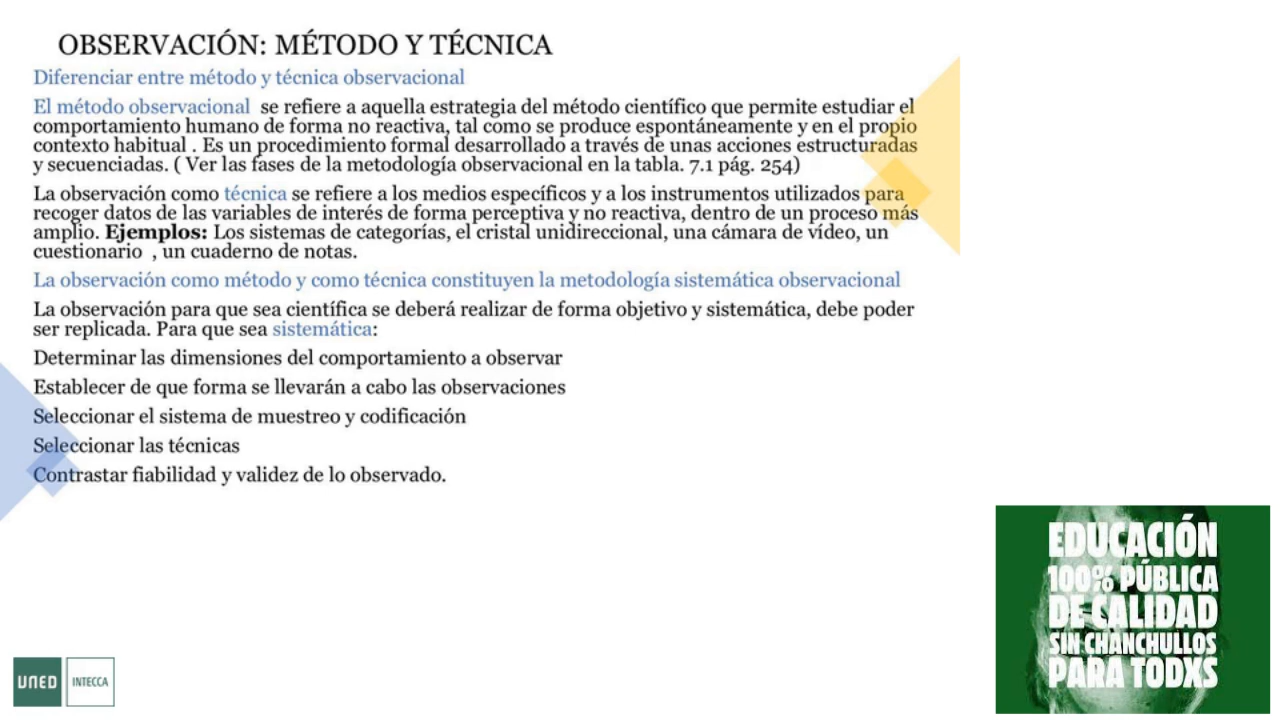 OBSERVACIÓN: MÉTODO Y TÉCNICA
Diferenciar entre método y técnica observacional
El método observacional se refiere a aquella estrategia del método científico que permite estudiar el
comportamiento humano de forma no reactiva, tal como se produce espontáneamente y en el propio
contexto habitual . Es un procedimiento formal desarrollado a través de unas acciones estructuradas
y secuenciadas. ( Ver las fases de la metodología observacional en la tabla. 7.1 pág. 254)
La observación como técnica se refiere a los medios específicos y a los instrumentos utilizados para
recoger datos de las variables de interés de forma perceptiva y no reactiva, dentro de un proceso más
amplio. Ejemplos: Los sistemas de categorías, el cristal unidireccional, una cámara de vídeo, un
cuestionario , un cuaderno de notas.
La observación como método y como técnica constituyen la metodología sistemática observacional
La observación para que sea científica se deberá realizar de forma objetivo y sistemática, debe poder
ser replicada. Para que sea sistemática:
Determinar las dimensiones del comportamiento a observar
Establecer de que forma se llevarán a cabo las observaciones
Seleccionar el sistema de muestreo y codificación
Seleccionar las técnicas
Contrastar fiabilidad y validez de lo observado.
EDUCACIÓN
100% PÚBLICA
DE CALIDAD
SIN CHANCHULLOS
PARA TODXS
UNED INTECCA